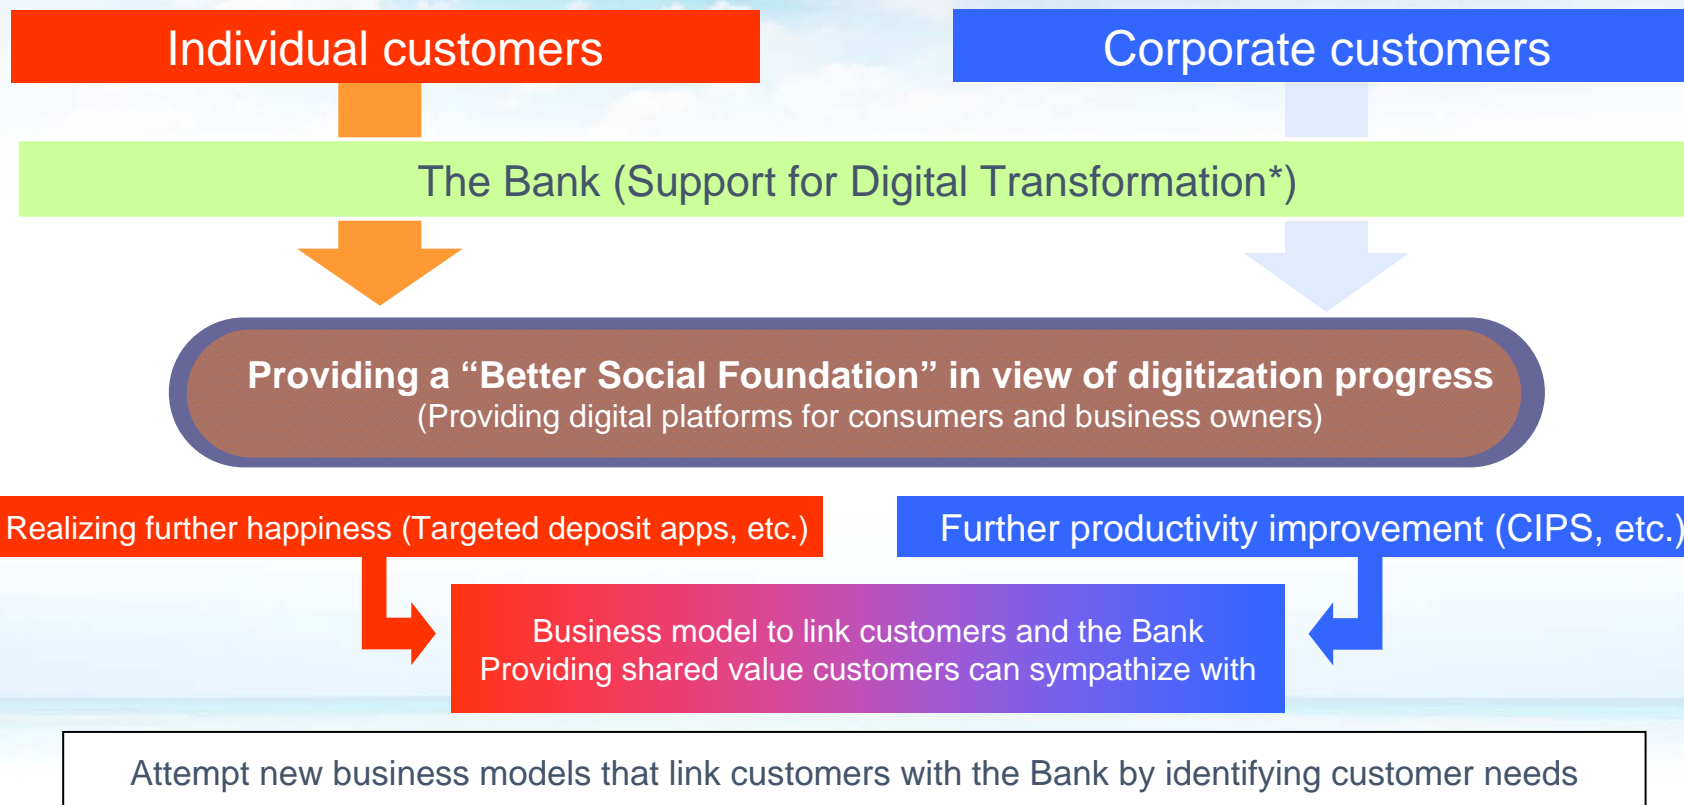 Individual customers
Corporate customers
The Bank (Support for Digital Transformation*)
Providing a “Better Social Foundation” in view of digitization progress
(Providing digital platforms for consumers and business owners)
Realizing further happiness (Targeted deposit apps, etc.)
Further productivity improvement (CIPS, etc.)
Business model to link customers and the Bank
Providing shared value customers can sympathize with
Attempt new business models that link customers with the Bank by identifying customer needs